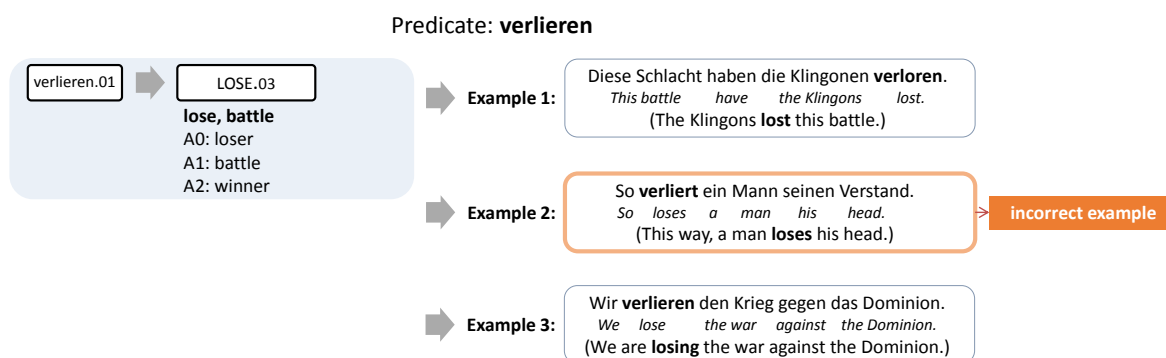 Predicate: verlieren
verlieren.01
LOSE.03
lose, battle
A0: loser
A1: battle
A2: winner
Example 1:
Diese Schlacht haben die Klingonen verloren.
This battle have the Klingons lost.
(The Klingons lost this battle.)
Example 2:
So verliert ein Mann seinen Verstand.
So loses a man his head.
(This way, a man loses his head.)
incorrect example
Example 3:
Wir verlieren den Krieg gegen das Dominion.
We lose the war against the Dominion.
(We are losing the war against the Dominion.)